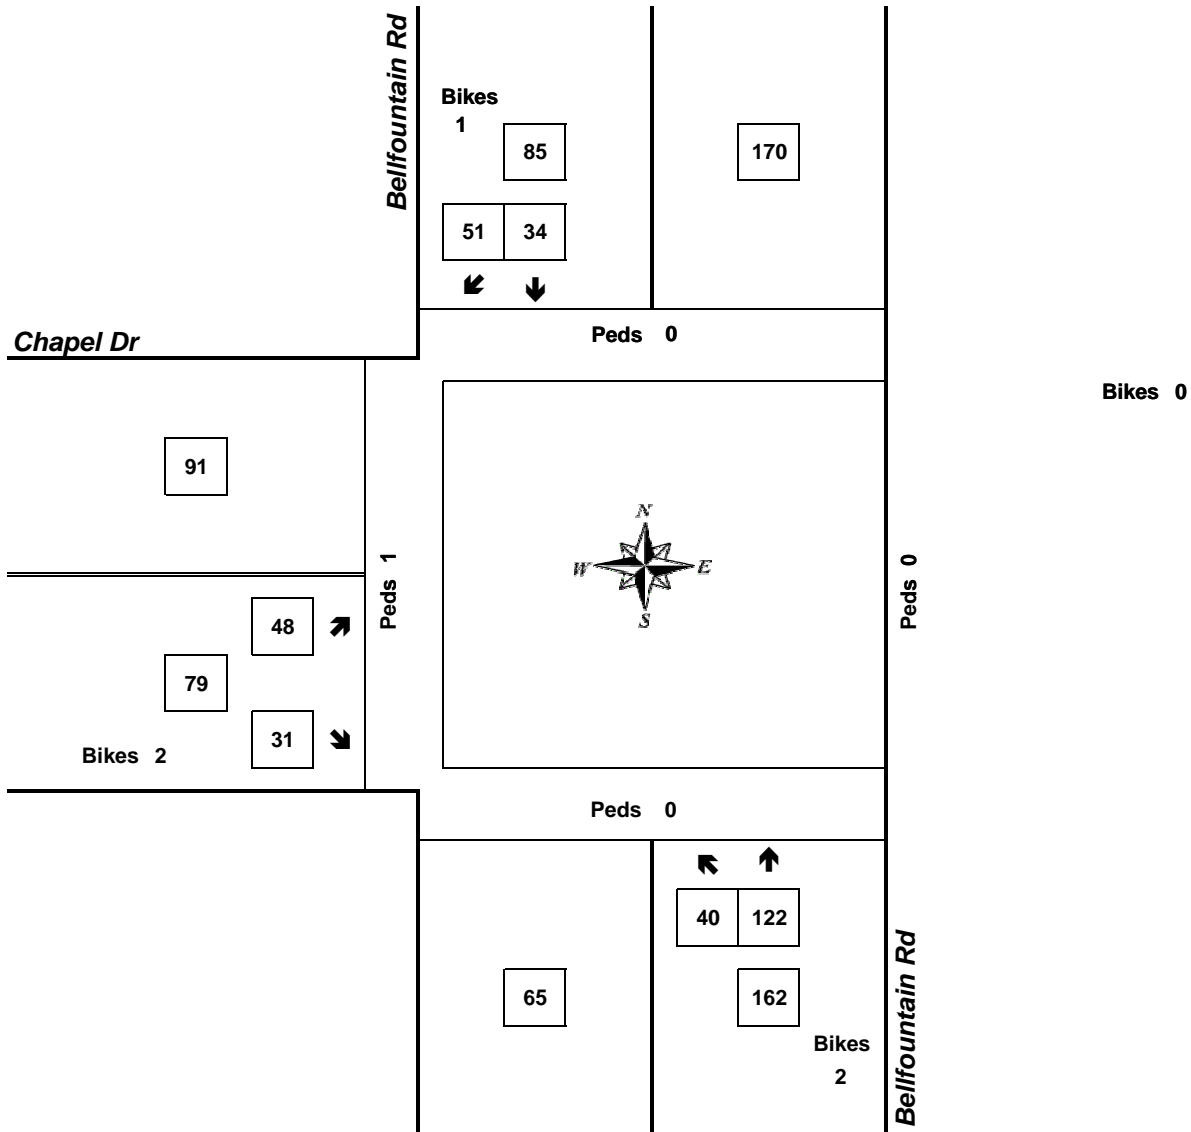 Bellfountain Rd
Bikes
1
85
170
51 34
Peds 0
Chapel Dr
Bikes 0
91
N
W E
S
Peds 1
Peds 0
48
79
31
Bikes 2
Peds 0
40 122
65
162
Bikes
2
Bellfountain Rd